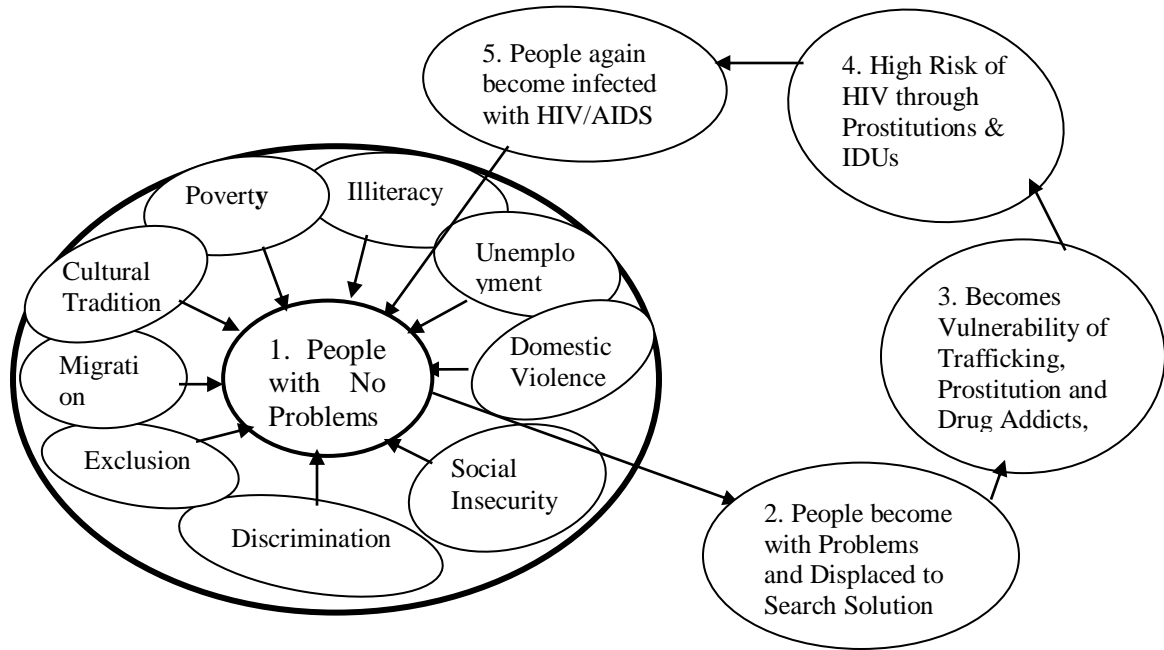 5. People again
become infected
with HIV/AIDS
4. High Risk of
HIV through
Prostitutions &
IDUs
Poverty
Illiteracy
Unemplo
yment
Cultural
Tradition
3. Becomes
Vulnerability of
Trafficking,
Prostitution and
Drug Addicts,
1. People
with No
Problems
Domestic
Violence
Migrati
on
Exclusion
Social
Insecurity
Discrimination
2. People become
with Problems
and Displaced to
Search Solution